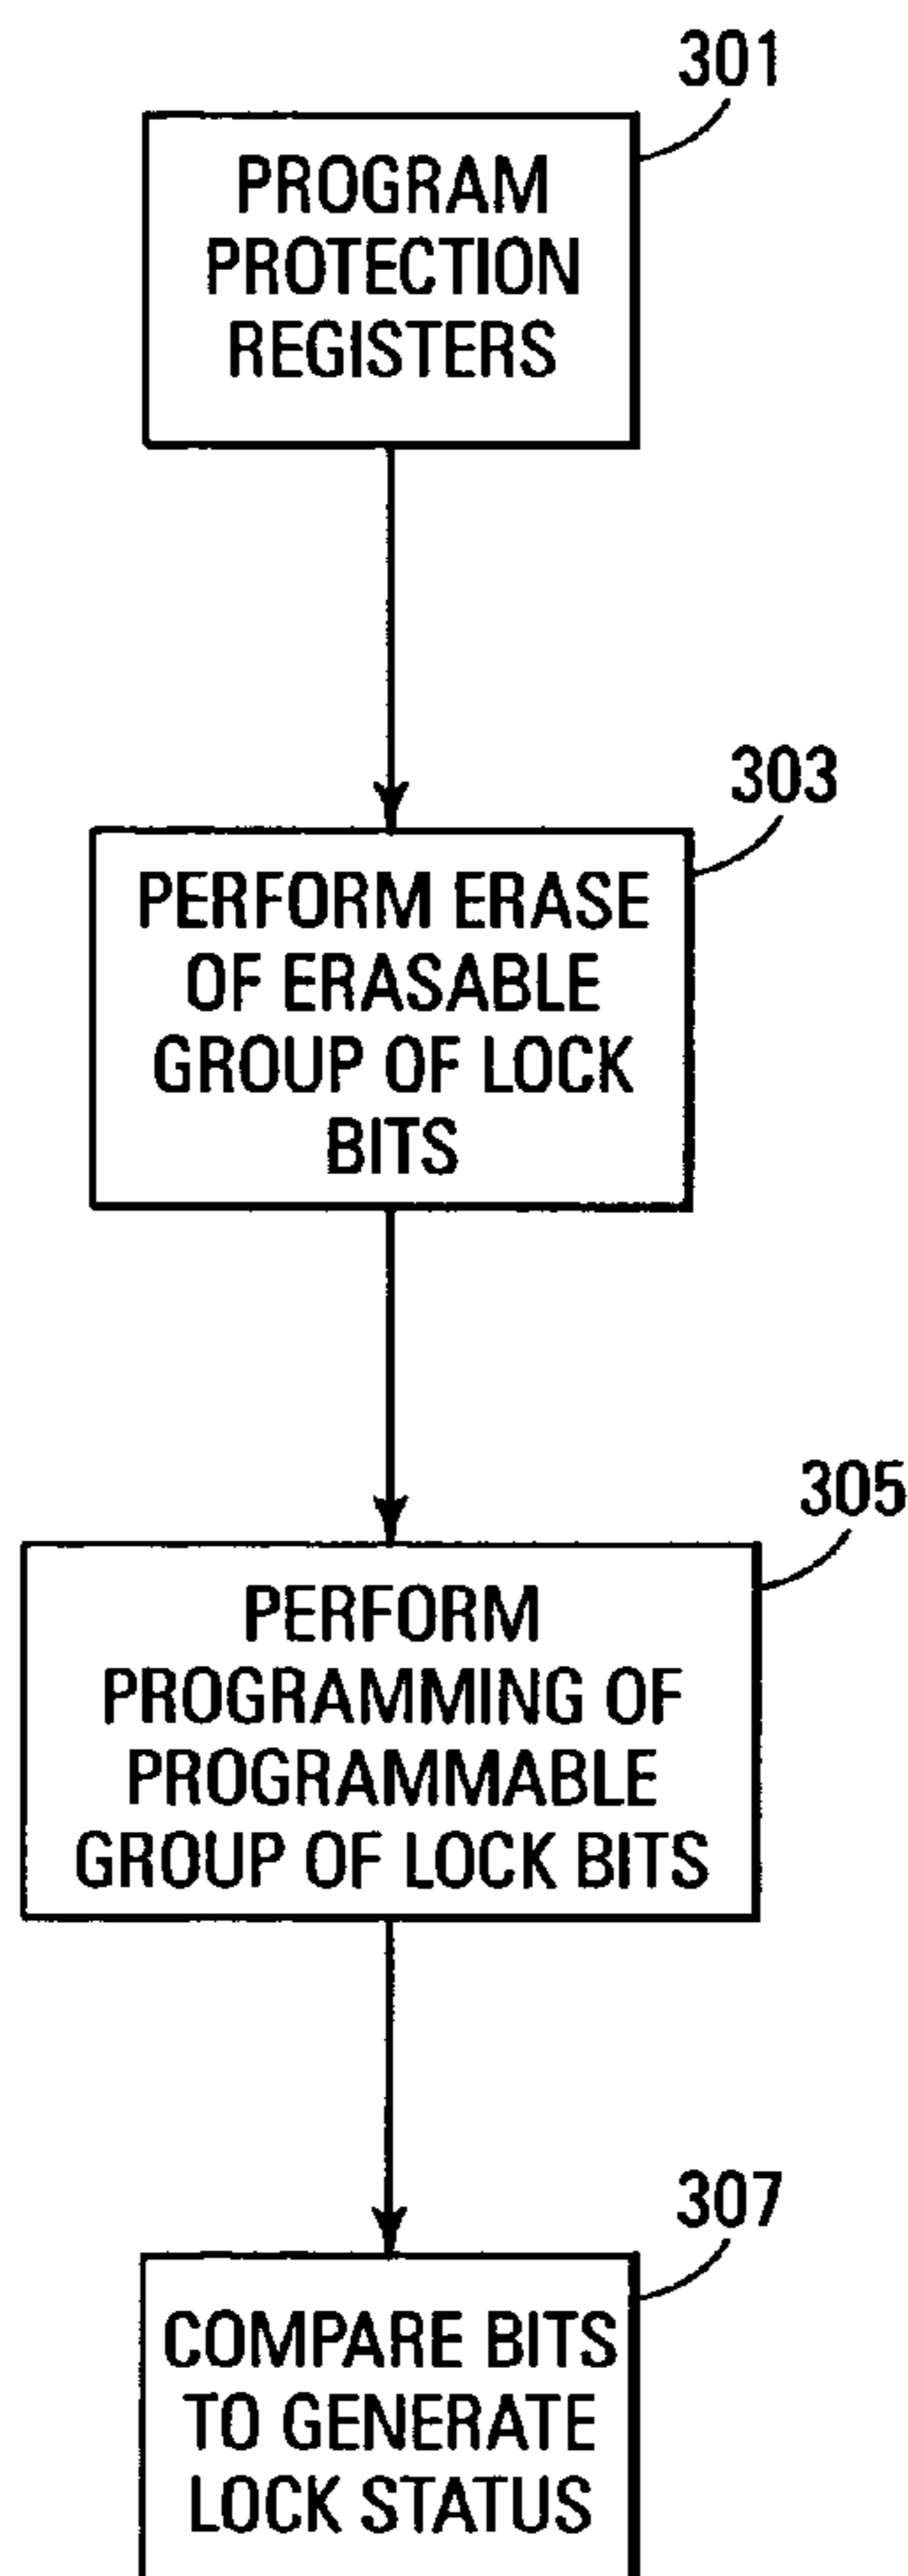 301
PROGRAM
PROTECTION
REGISTERS
303
PERFORM ERASE
OF ERASABLE
GROUP OF LOCK
BITS
305
PERFORM
PROGRAMMING OF
PROGRAMMABLE
GROUP OF LOCK BITS
307
COMPARE BITS
TO GENERATE
LOCK STATUS